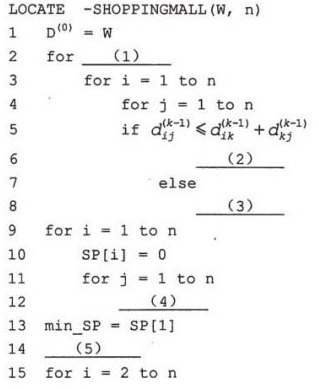 LOCATE -SHOPPINGMALL(W, n)
1 D^(0) = W
2 for (1)
3 for i = 1 to n
4 for j = 1 to n
5 if d_ij^(k-1) ⩽ d_ik^(k-1) + d_kj^(k-1)
6 (2)
7 else
8 (3)
9 for i = 1 to n
10 SP[i] = 0
11 for j = 1 to n
12 (4)
13 min_SP = SP[1]
14 (5)
15 for i = 2 to n